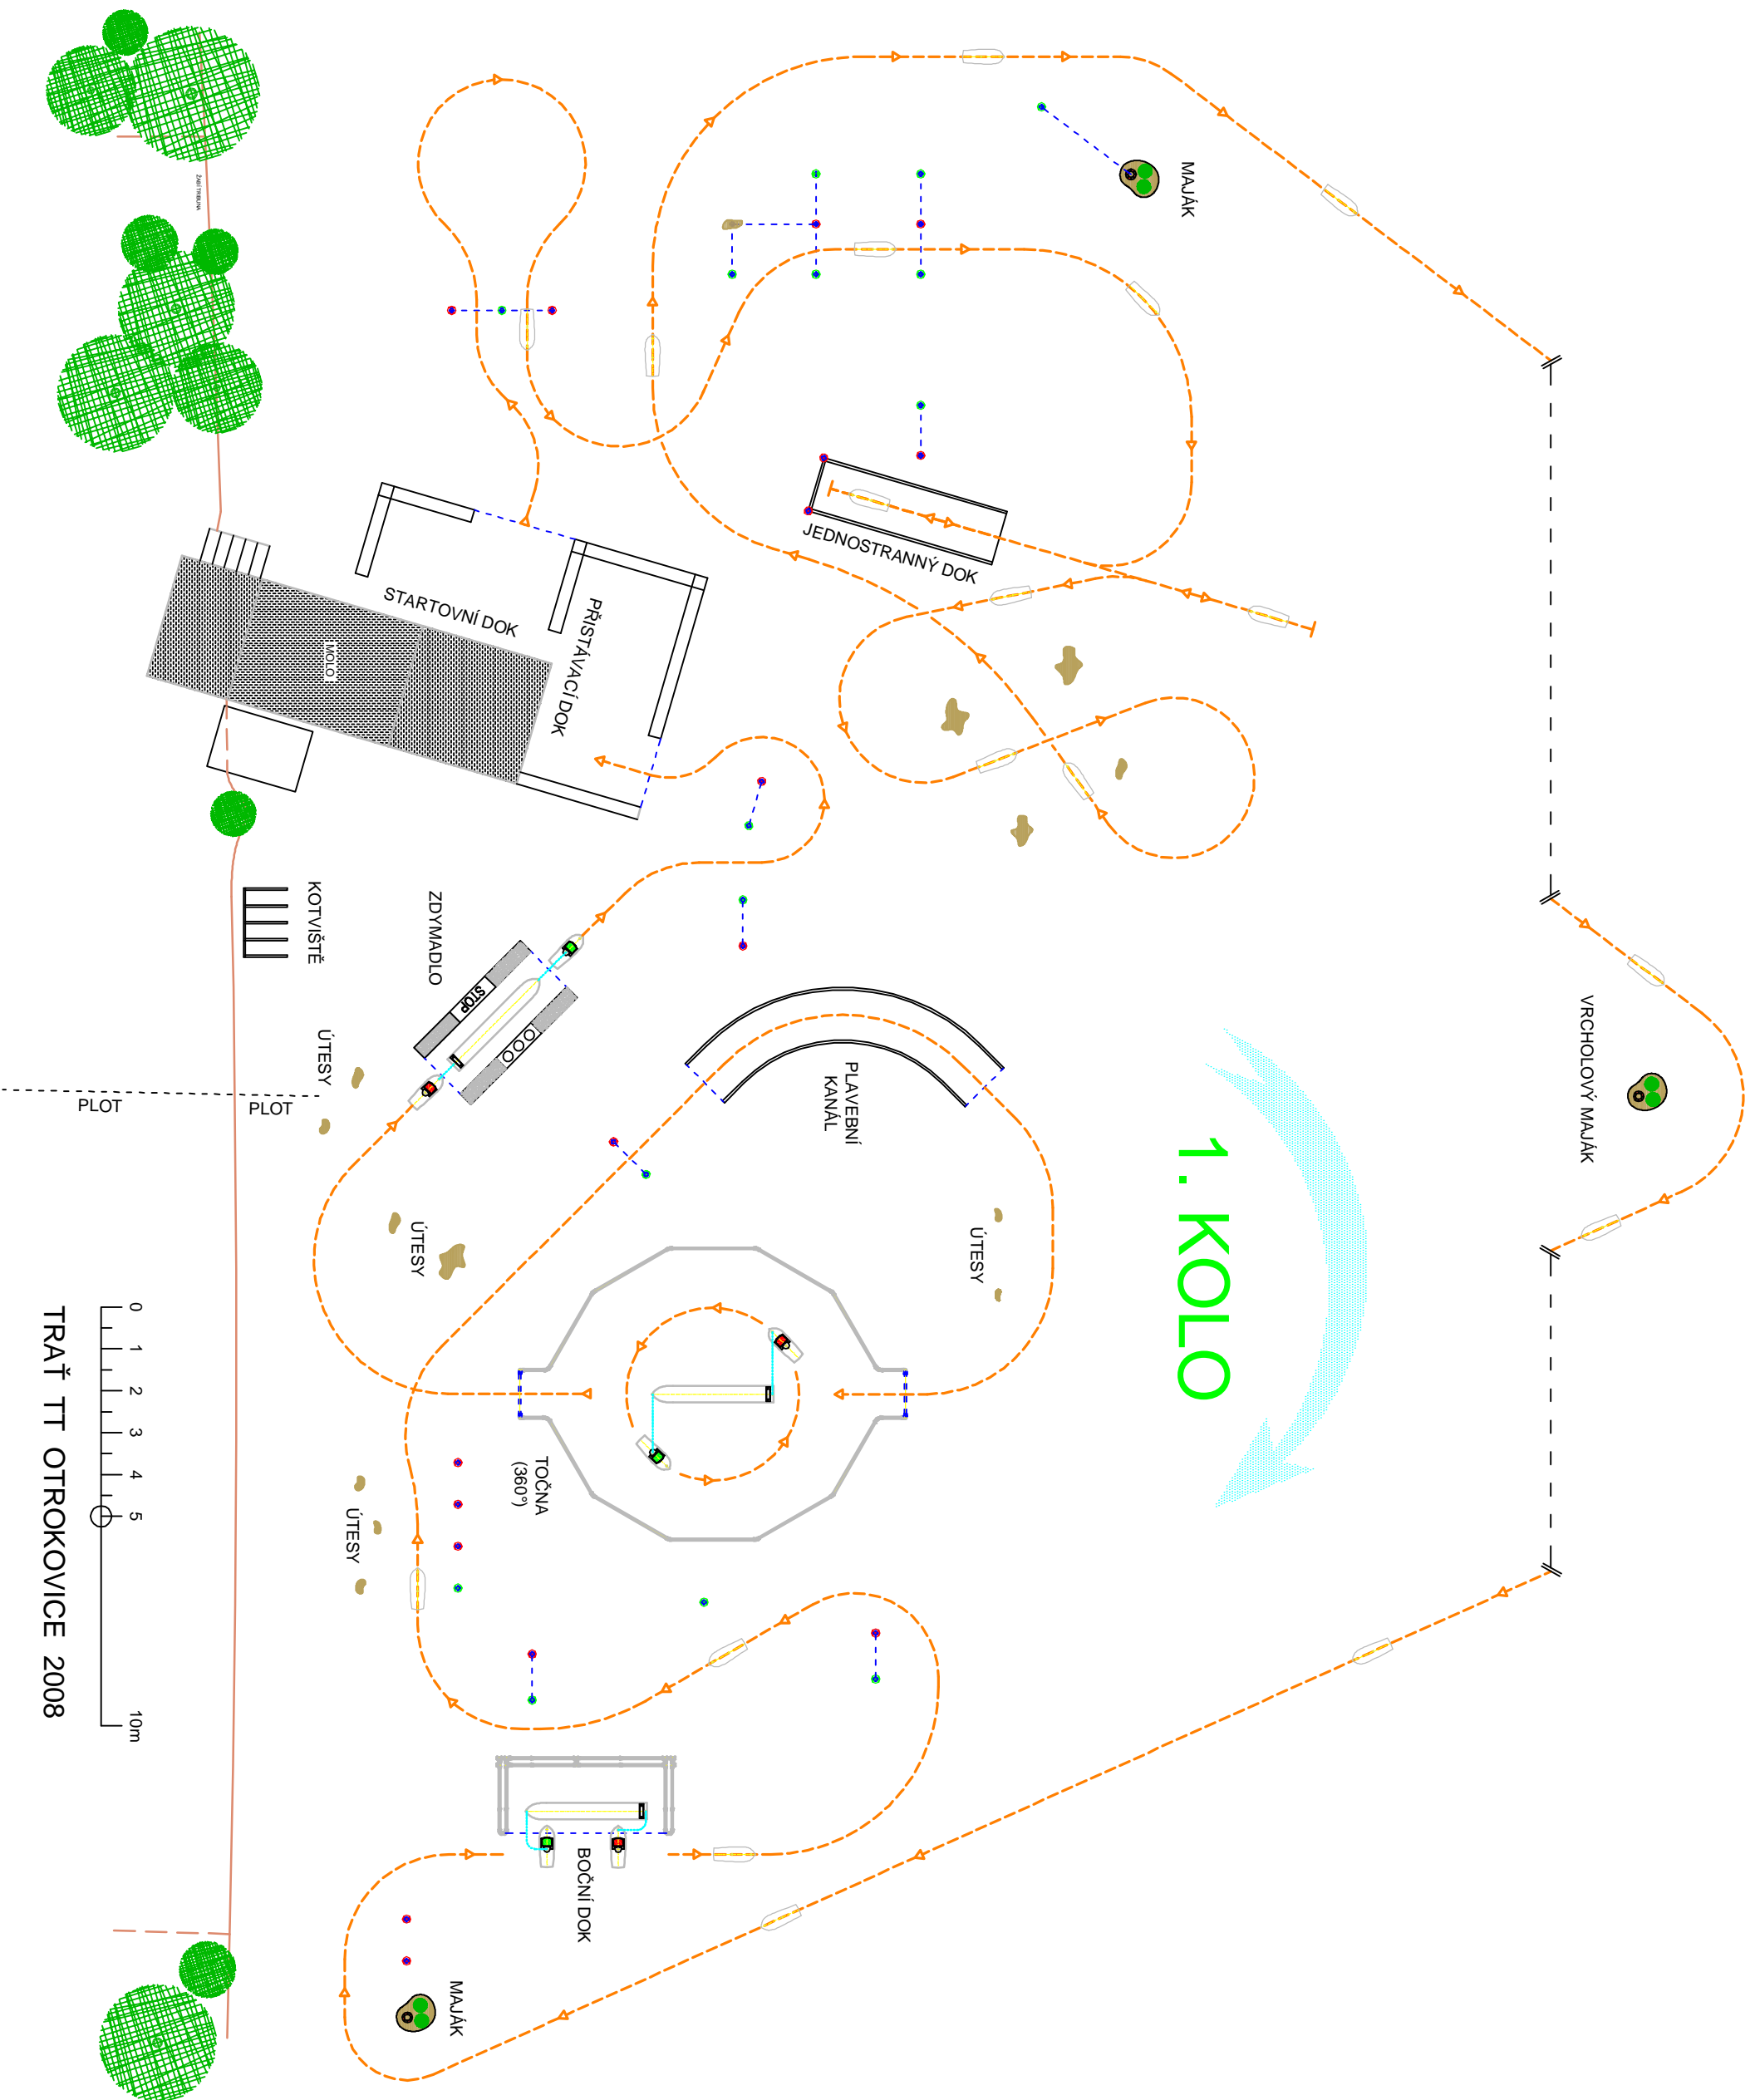 MAJÁK
VRCHOLOVÝ MAJÁK
1. KOLO
JEDNOSTRANNÝ DOK
PLAVEBNÍ
KANÁL
ÚTESY
ŽABÍ TRIBUNA
STARTOVNÍ DOK
PŘISTÁVACÍ DOK
MOLO
KOTVIŠTĚ
ZDYMADLO
STOP
ÚTESY
PLOT
PLOT
ÚTESY
TOČNA
(360°)
ÚTESY
BOČNÍ DOK
MAJÁK
0
1
2
3
4
5
10m
TRAŤ TT OTROKOVICE 2008